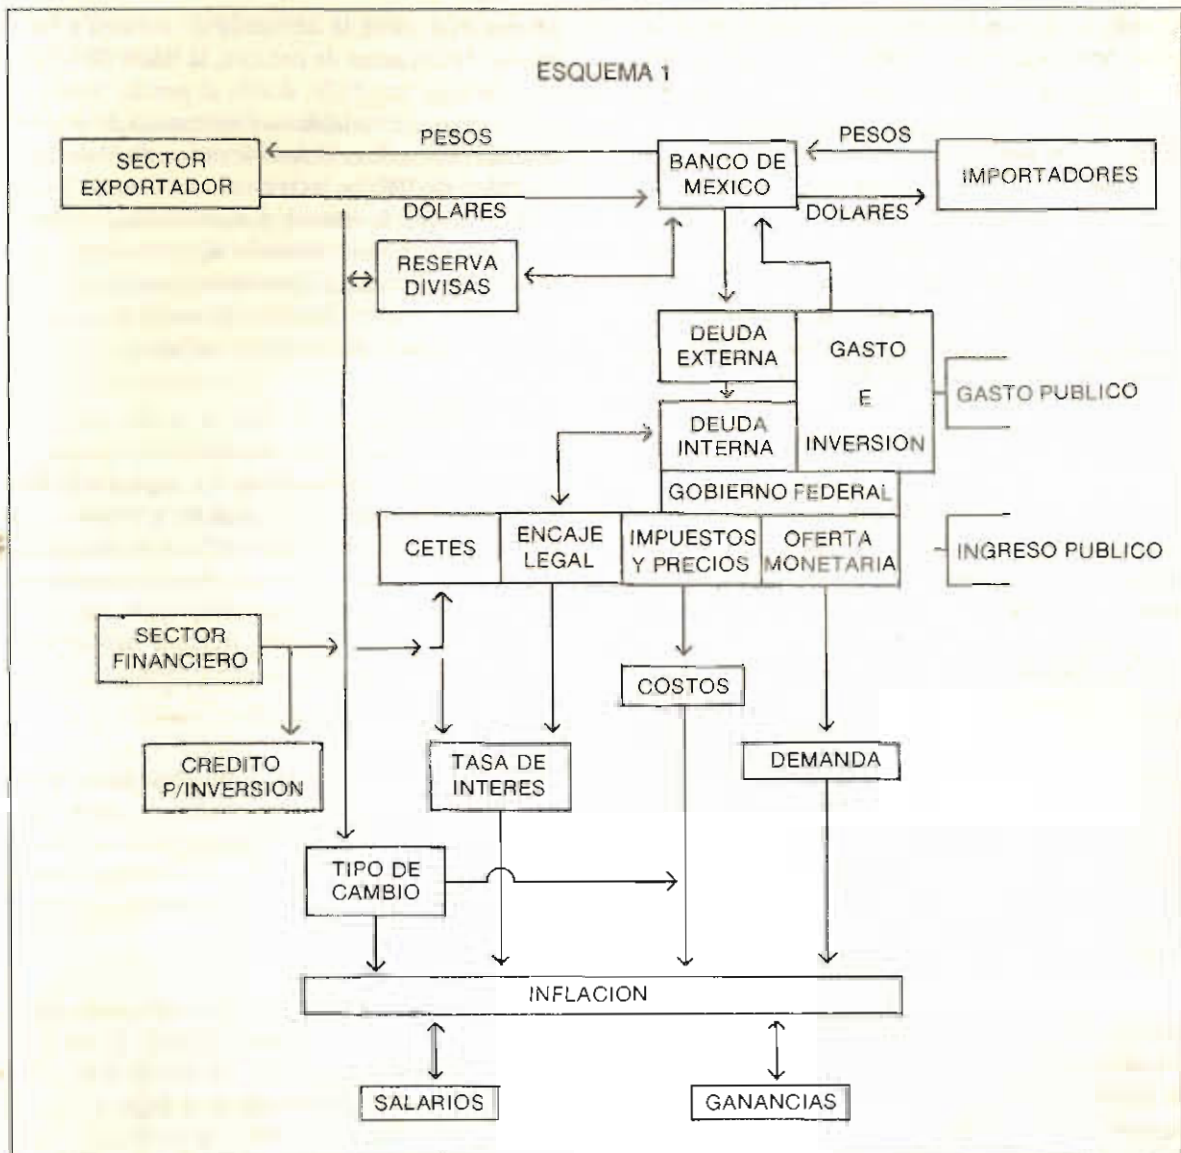 ESQUEMA 1
PESOS
PESOS
SECTOR
EXPORTADOR
BANCO DE
MEXICO
IMPORTADORES
DOLARES
DOLARES
RESERVA
DIVISAS
DEUDA
EXTERNA
GASTO
E
INVERSION
GASTO PUBLICO
DEUDA
INTERNA
GOBIERNO FEDERAL
CETES
ENCAJE
LEGAL
IMPUESTOS
Y PRECIOS
OFERTA
MONETARIA
INGRESO PUBLICO
SECTOR
FINANCIERO
COSTOS
CREDITO
P/INVERSION
TASA DE
INTERES
DEMANDA
TIPO DE
CAMBIO
INFLACION
SALARIOS
GANANCIAS